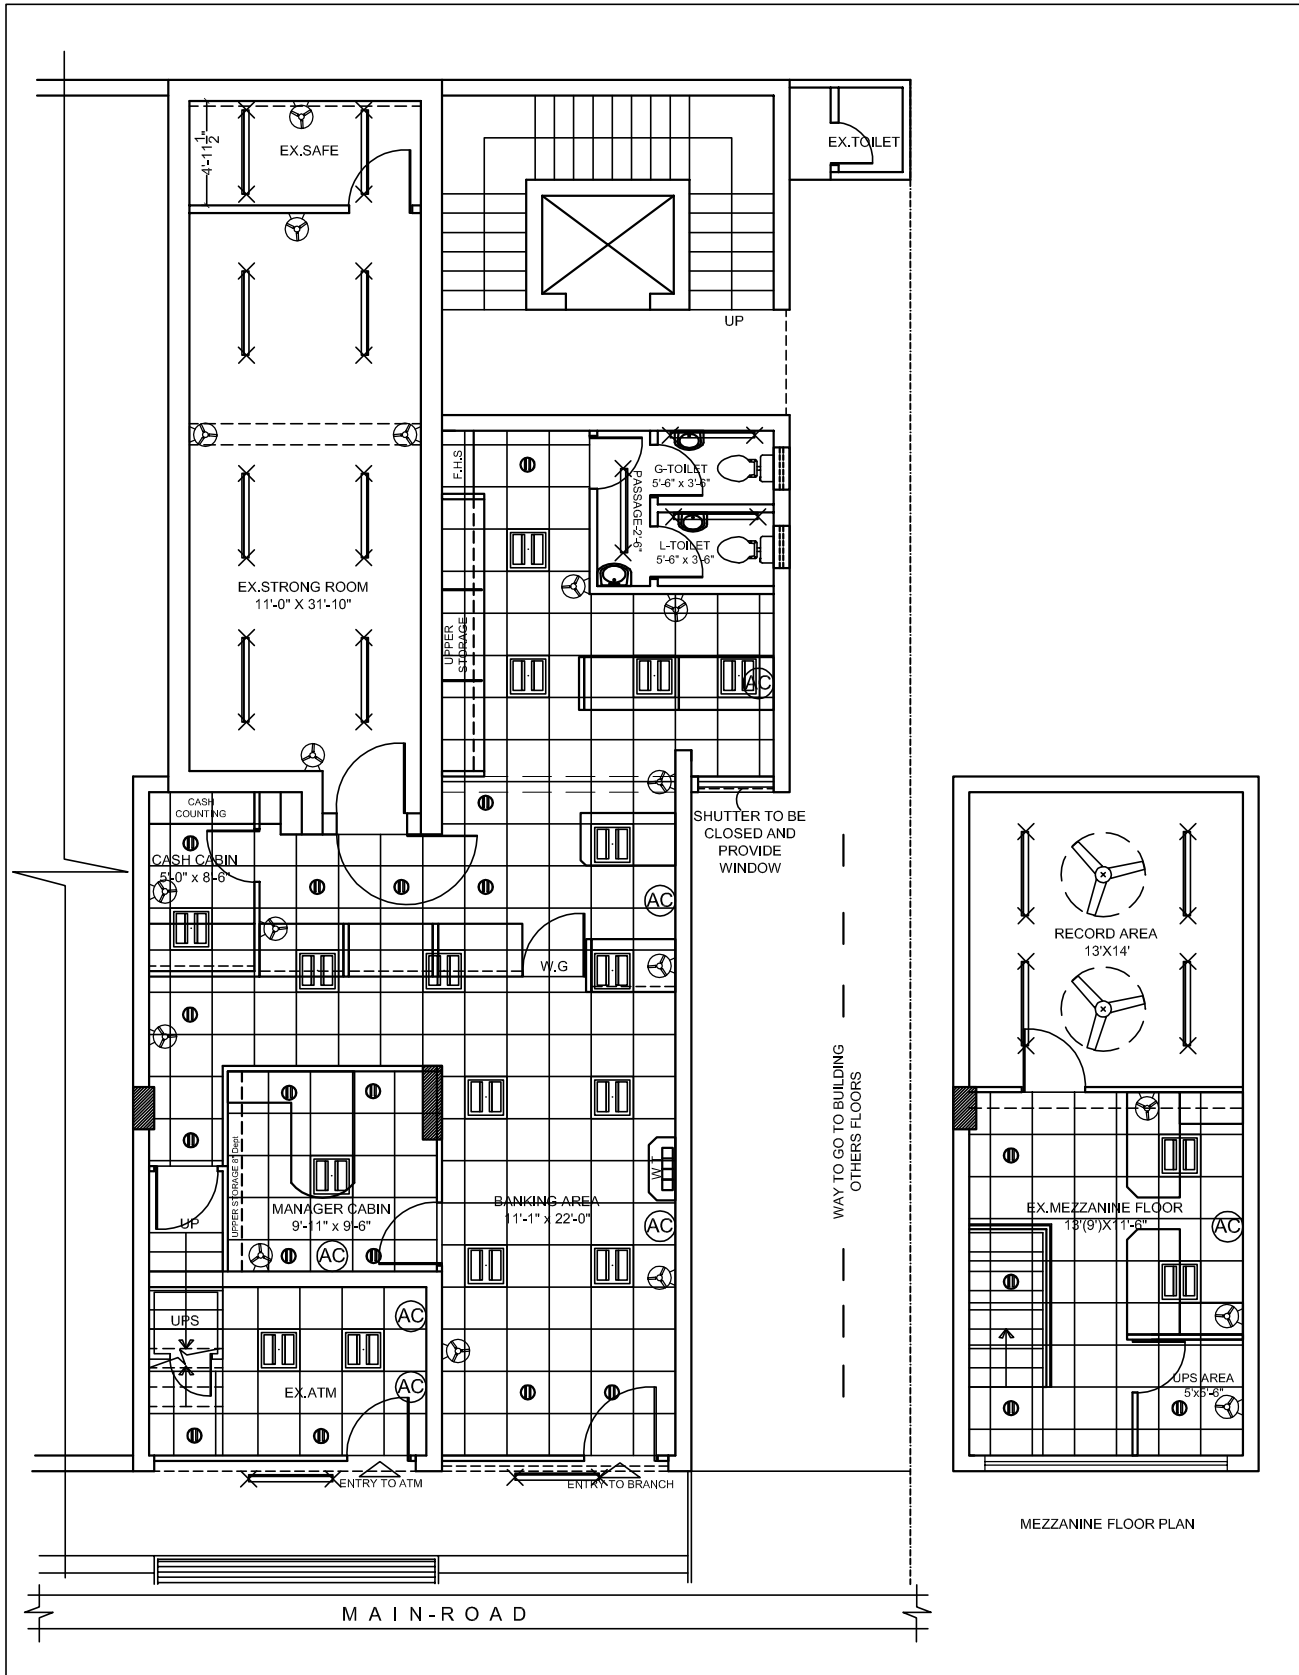 EX.SAFE
4'-11 1/2"
EX.TOILET
UP
F.H.S
G-TOILET
5'-6" x 3'-6"
PASSAGE-2'-6"
L-TOILET
5'-6" x 3'-6"
EX.STRONG ROOM
11'-0" X 31'-10"
UPPER
STORAGE
AC
CASH
COUNTING
CASH CABIN
5'-0" x 8'-6"
SHUTTER TO BE
CLOSED AND
PROVIDE
WINDOW
AC
W.G
RECORD AREA
13'X14'
WAY TO GO TO BUILDING
OTHERS FLOORS
UPPER STORAGE 8" Dept
W.T
MANAGER CABIN
9'-11" x 9'-6"
AC
BANKING AREA
11'-1" x 22'-0"
AC
EX.MEZZANINE FLOOR
13'(9')X11'-6"
AC
UP
UPS
AC
EX.ATM
AC
UPS AREA
5'x5'-6"
ENTRY TO ATM
ENTRY TO BRANCH
MEZZANINE FLOOR PLAN
MAIN-ROAD